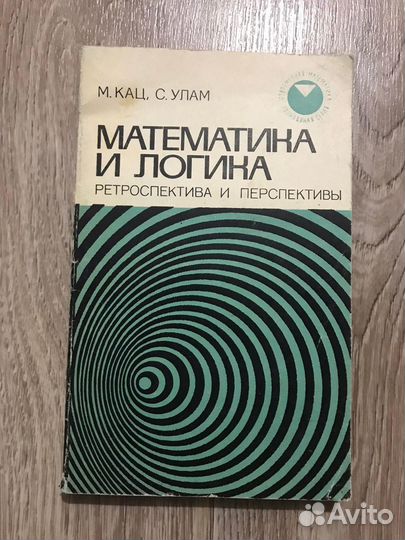 М. КАЦ, С. УЛАМ
МАТЕМАТИКА
И ЛОГИКА
РЕТРОСПЕКТИВА И ПЕРСПЕКТИВЫ
Avito